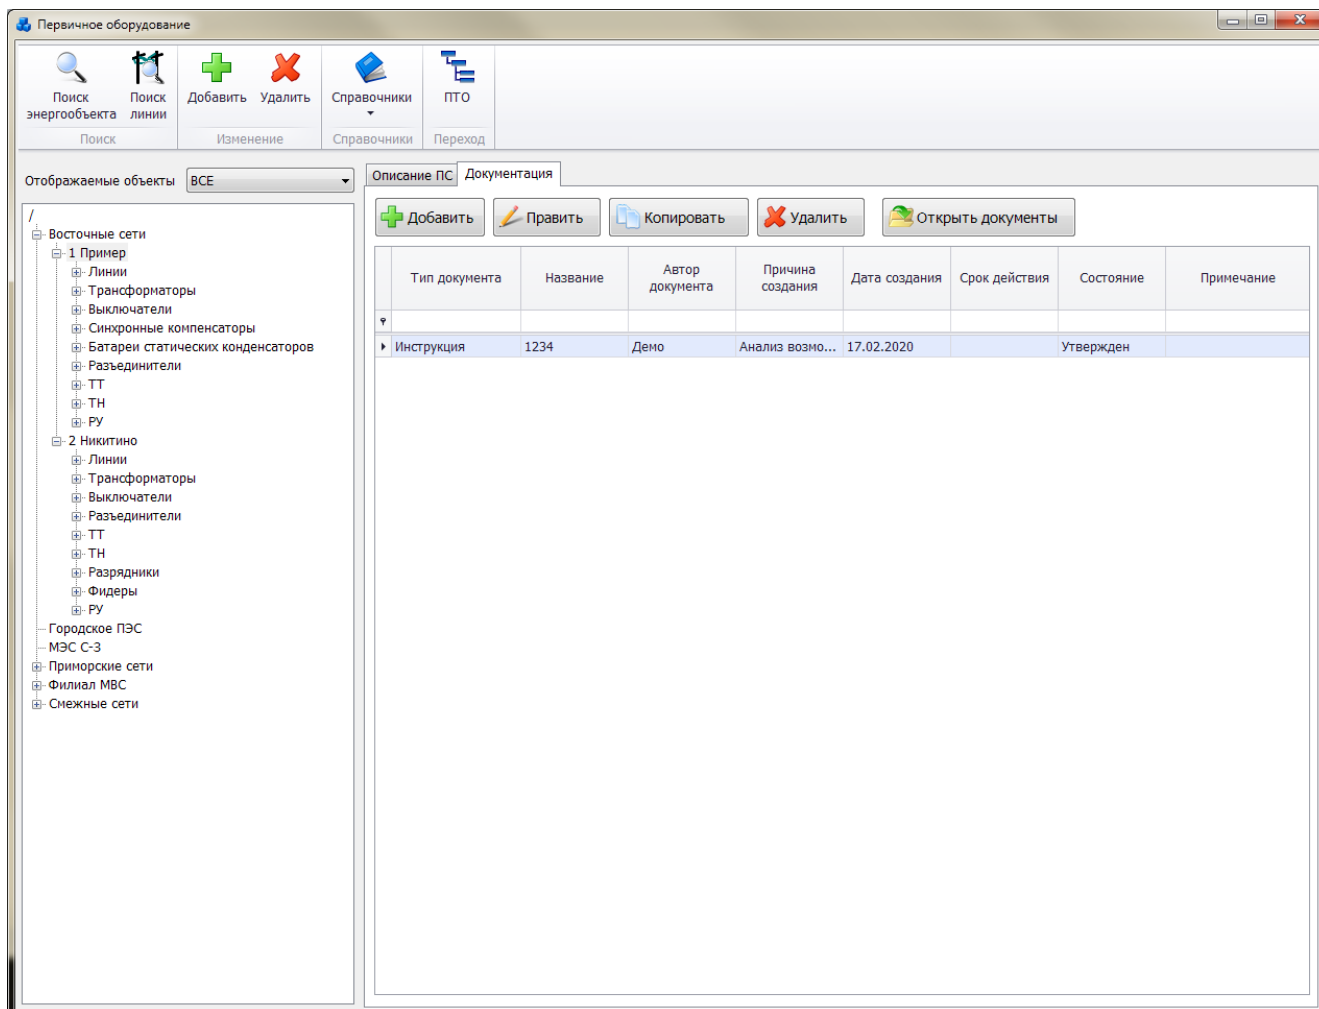 Первичное оборудование
Поиск энергообъекта
Поиск линии
Добавить
Удалить
Справочники
ПТО
Поиск
Изменение
Справочники
Переход
Отображаемые объекты
ВСЕ
/
Восточные сети
1 Пример
Линии
Трансформаторы
Выключатели
Синхронные компенсаторы
Батареи статических конденсаторов
Разъединители
ТТ
ТН
РУ
2 Никитино
Линии
Трансформаторы
Выключатели
Разъединители
ТТ
ТН
Разрядники
Фидеры
РУ
Городское ПЭС
МЭС С-3
Приморские сети
Филиал МВС
Смежные сети
Описание ПС
Документация
Добавить
Править
Копировать
Удалить
Открыть документы
Тип документа
Название
Автор документа
Причина создания
Дата создания
Срок действия
Состояние
Примечание
Инструкция
1234
Демо
Анализ возмо...
17.02.2020
Утвержден